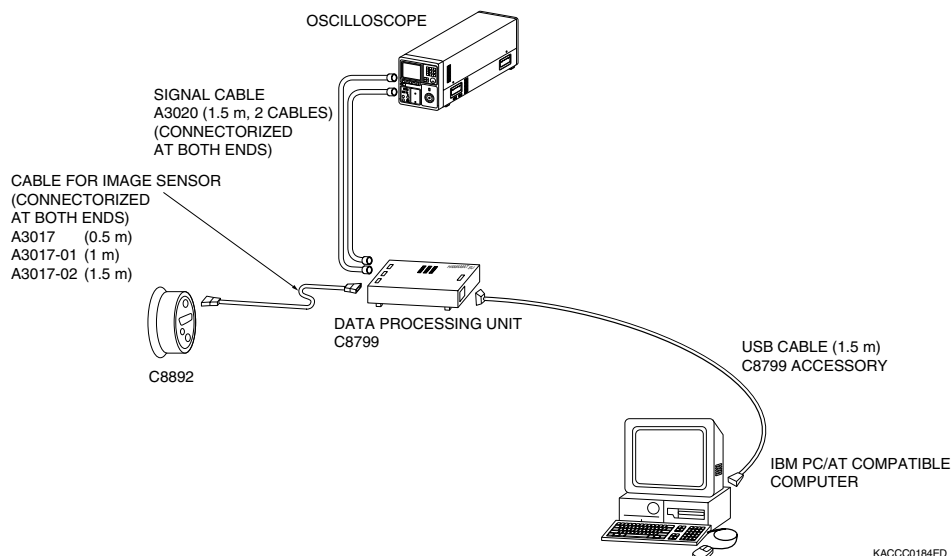 OSCILLOSCOPE
SIGNAL CABLE
A3020 (1.5 m, 2 CABLES)
(CONNECTORIZED
AT BOTH ENDS)
CABLE FOR IMAGE SENSOR
(CONNECTORIZED
AT BOTH ENDS)
A3017 (0.5 m)
A3017-01 (1 m)
A3017-02 (1.5 m)
DATA PROCESSING UNIT
C8799
C8892
USB CABLE (1.5 m)
C8799 ACCESSORY
IBM PC/AT COMPATIBLE
COMPUTER
KACCC0184ED